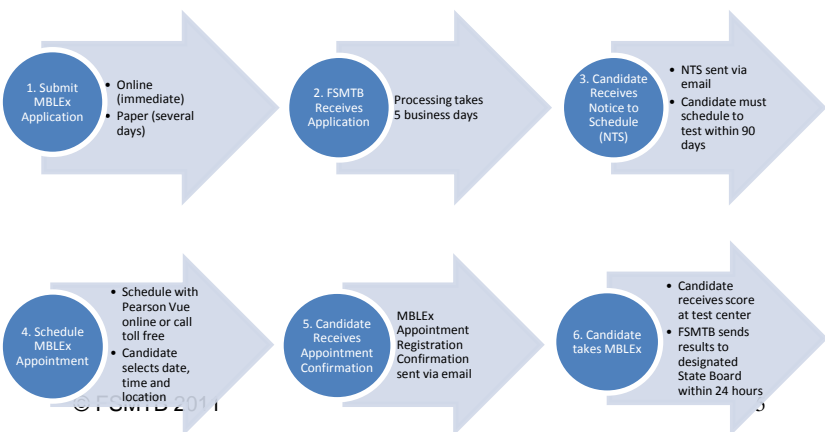 1. Submit
MBLEx
Application
• Online
(immediate)
• Paper (several
days)
2. FSMTB
Receives
Application
Processing takes
5 business days
3. Candidate
Receives
Notice to
Schedule
(NTS)
• NTS sent via
email
• Candidate must
schedule to
test within 90
days
4. Schedule
MBLEx
Appointment
• Schedule with
Pearson Vue
online or call
toll free
• Candidate
selects date,
time and
location
5. Candidate
Receives
Appointment
Confirmation
MBLEx
Appointment
Registration
Confirmation
sent via email
6. Candidate
takes MBLEx
• Candidate
receives score
at test center
• FSMTB sends
results to
designated
State Board
within 24 hours
© FSMTB 2011